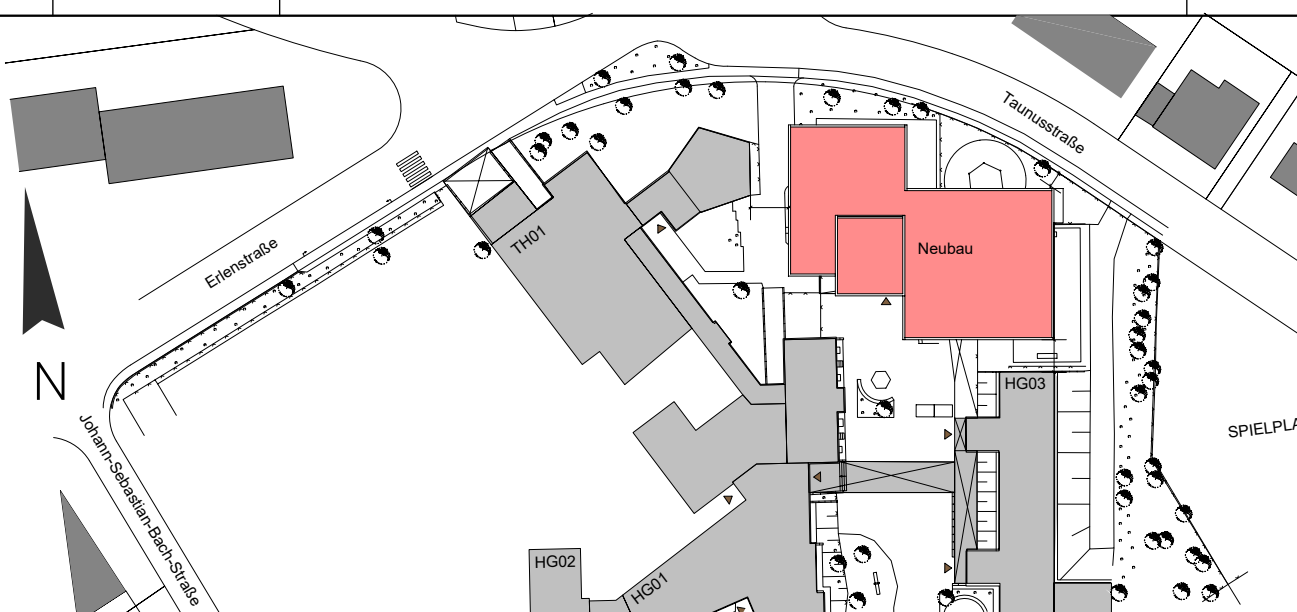 Taunusstraße
Erlenstraße
TH01
Neubau
N
HG03
Johann-Sebastian-Bach-Straße
SPIELPLA
HG02
HG01